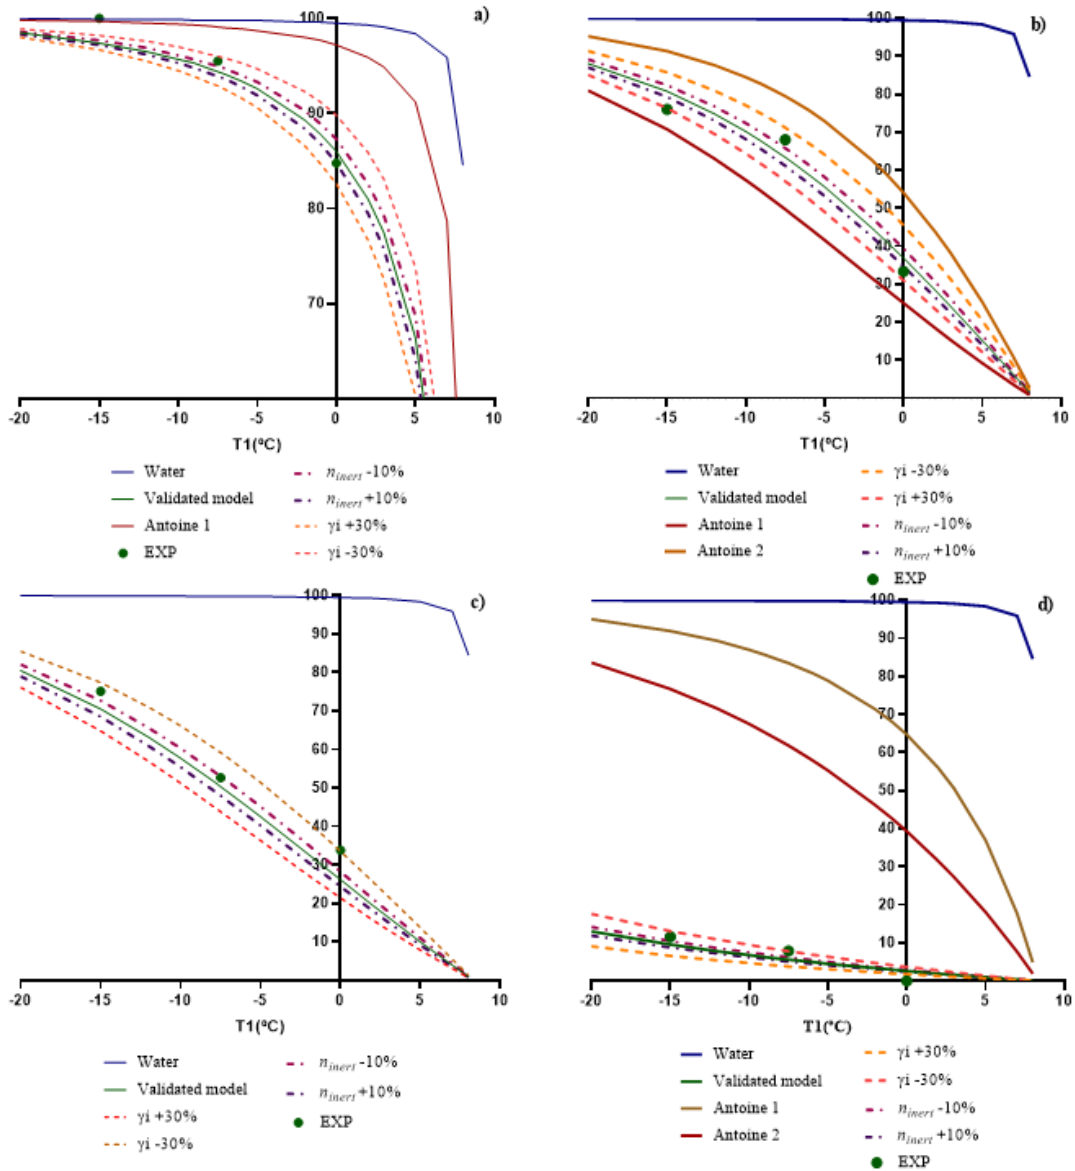 a)
100
90
80
70
-20 -15 -10 -5 0 5 10
T1(ºC)
Water
Validated model
Antoine 1
EXP
n_inert -10%
n_inert +10%
γi +30%
γi -30%
b)
100
90
80
70
60
50
40
30
20
10
-20 -15 -10 -5 0 5 10
T1(ºC)
Water
Validated model
Antoine 1
Antoine 2
γi -30%
γi +30%
n_inert -10%
n_inert +10%
EXP
c)
100
90
80
70
60
50
40
30
20
10
-20 -15 -10 -5 0 5 10
T1(ºC)
Water
Validated model
γi +30%
γi -30%
n_inert -10%
n_inert +10%
EXP
d)
100
90
80
70
60
50
40
30
20
10
-20 -15 -10 -5 0 5 10
T1(ºC)
Water
Validated model
Antoine 1
Antoine 2
γi +30%
γi -30%
n_inert -10%
n_inert +10%
EXP